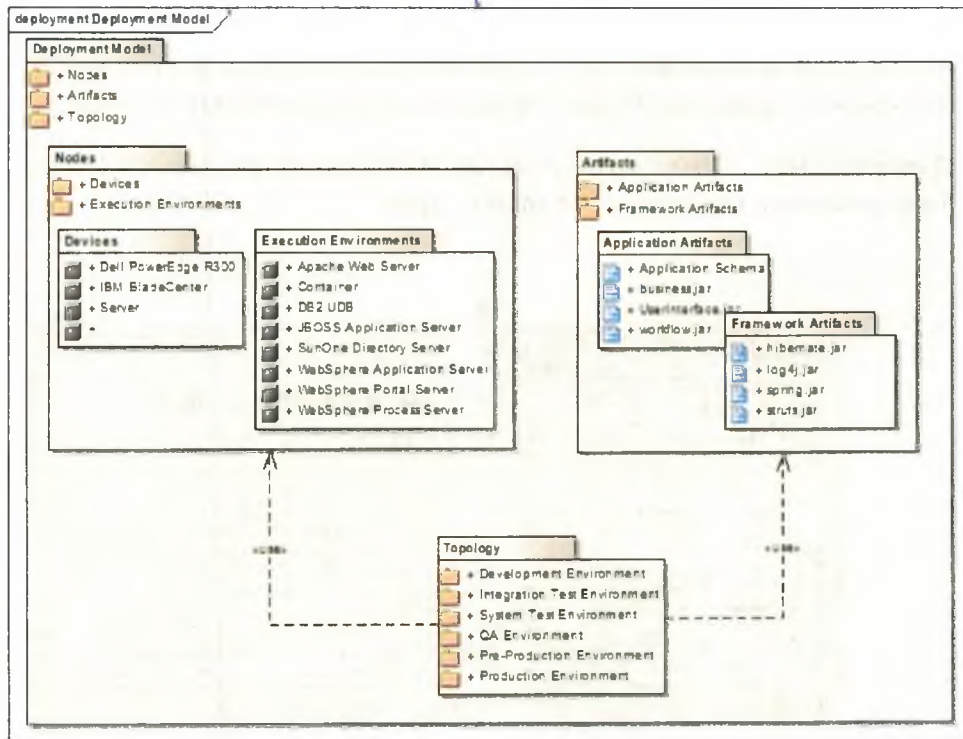 deployment Deployment Model
Deployment Model
+ Nodes
+ Artifacts
+ Topology
Nodes
+ Devices
+ Execution Environments
Devices
+ Dell PowerEdge R300
+ IBM BladeCenter
+ Server
+
Execution Environments
+ Apache Web Server
+ Container
+ DB2 UDB
+ JBOSS Application Server
+ SunOne Directory Server
+ WebSphere Application Server
+ WebSphere Portal Server
+ WebSphere Process Server
Artifacts
+ Application Artifacts
+ Framework Artifacts
Application Artifacts
+ Application Schema
+ business.jar
+ UserInterface.jar
+ workflow.jar
Framework Artifacts
+ hibernate.jar
+ log4j.jar
+ spring.jar
+ struts.jar
«use»
«use»
Topology
+ Development Environment
+ Integration Test Environment
+ System Test Environment
+ QA Environment
+ Pre-Production Environment
+ Production Environment